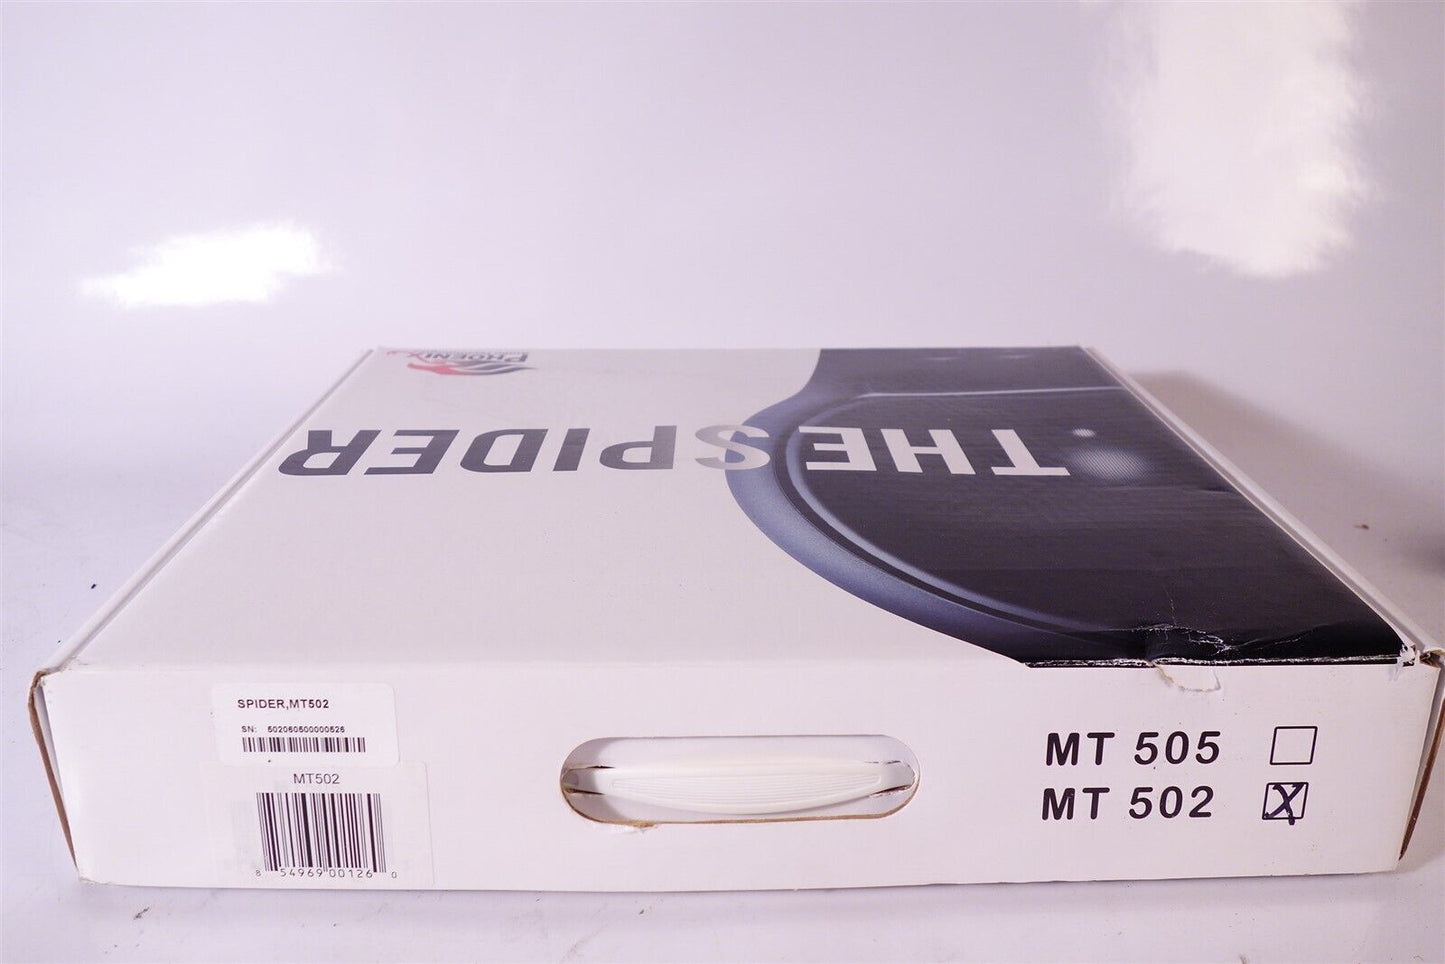 PHOENIX
THE SPIDER
SPIDER,MT502
SN: 502060500000526
MT502
8 54969 00126 0
MT 505
MT 502 X